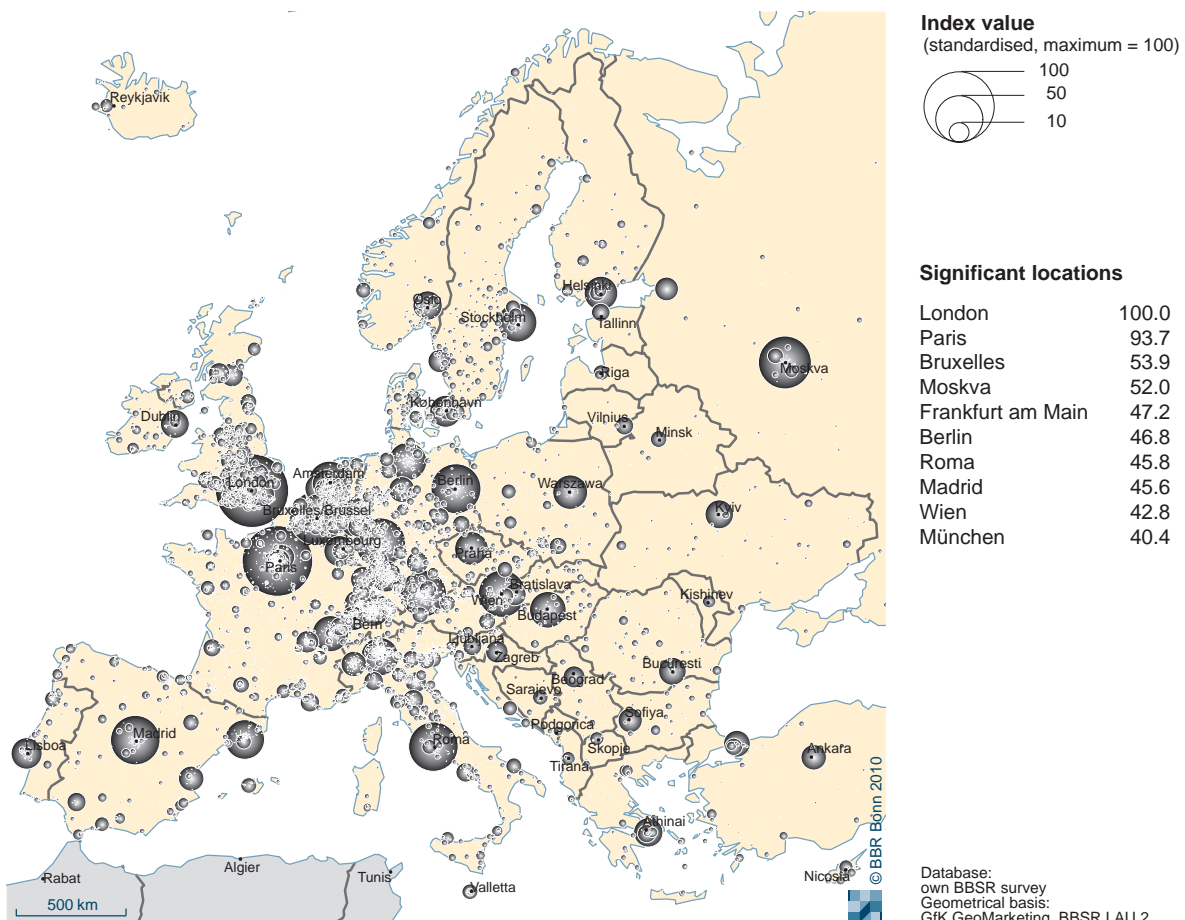 Index value
(standardised, maximum = 100)
100
50
10
Reykjavik
Helsinki
Oslo
Stockholm
Tallinn
Riga
Moskva
København
Dublin
Vilnius
Minsk
London
Amsterdam
Berlin
Warszawa
Bruxelles/Brussel
Kyiv
Luxembourg
Praha
Paris
Bratislava
Wien
Kishinev
Budapest
Bern
Ljubljana
Zagreb
Bucuresti
Beograd
Sarajevo
Sofiya
Podgorica
Madrid
Roma
Lisboa
Skopje
Ankara
Tirana
Athinai
Algier
Rabat
Tunis
Valletta
Nicosia
500 km
© BBR Bonn 2010
Significant locations
London 100.0
Paris 93.7
Bruxelles 53.9
Moskva 52.0
Frankfurt am Main 47.2
Berlin 46.8
Roma 45.8
Madrid 45.6
Wien 42.8
München 40.4
Database:
own BBSR survey
Geometrical basis:
GfK GeoMarketing, BBSR LAU 2